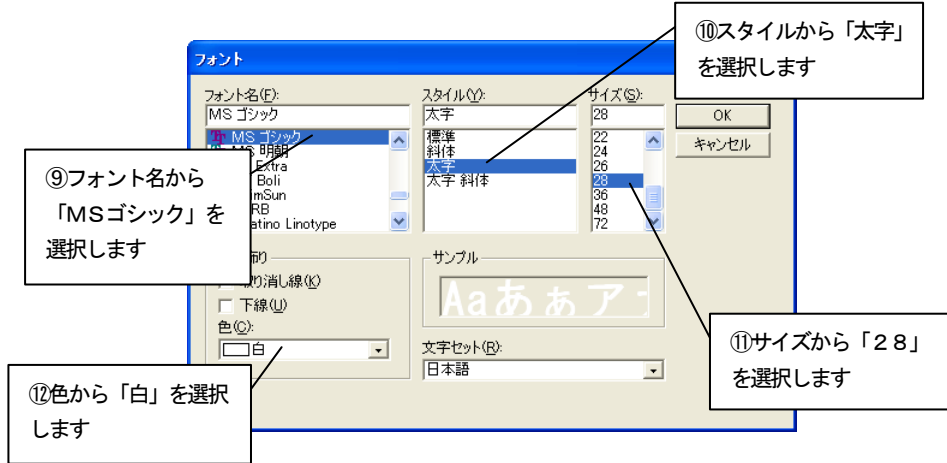 ⑩スタイルから「太字」
を選択します
フォント
フォント名(F):
スタイル(Y):
サイズ(S):
MS ゴシック
太字
28
OK
キャンセル
MS ゴシック
MS 明朝
Extra
Boli
mSun
RB
atino Linotype
標準
斜体
太字
太字 斜体
22
24
26
28
36
48
72
⑨フォント名から
「ＭＳゴシック」を
選択します
り
取り消し線(K)
下線(U)
色(C):
白
サンプル
Aaあぁア
文字セット(R):
日本語
⑪サイズから「２８」
を選択します
⑫色から「白」を選択
します